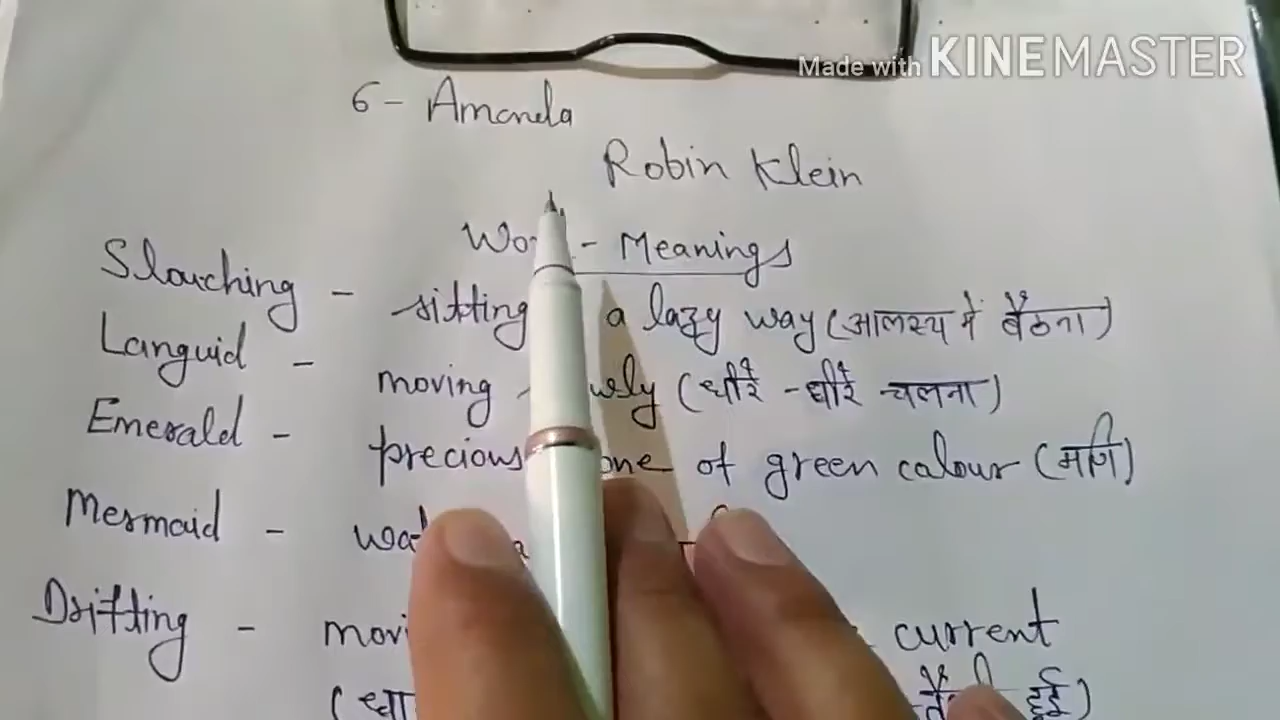 Made with KINEMASTER
6 - Amanda
Robin Klein
- Meanings
Slouching - sitting a lazy way (आलस्य में बैठना)
Languid - moving (धीरे - धीरे चलना)
Emerald - precious of green calour (मणि)
Mermaid -
Drifting - current
हुई)